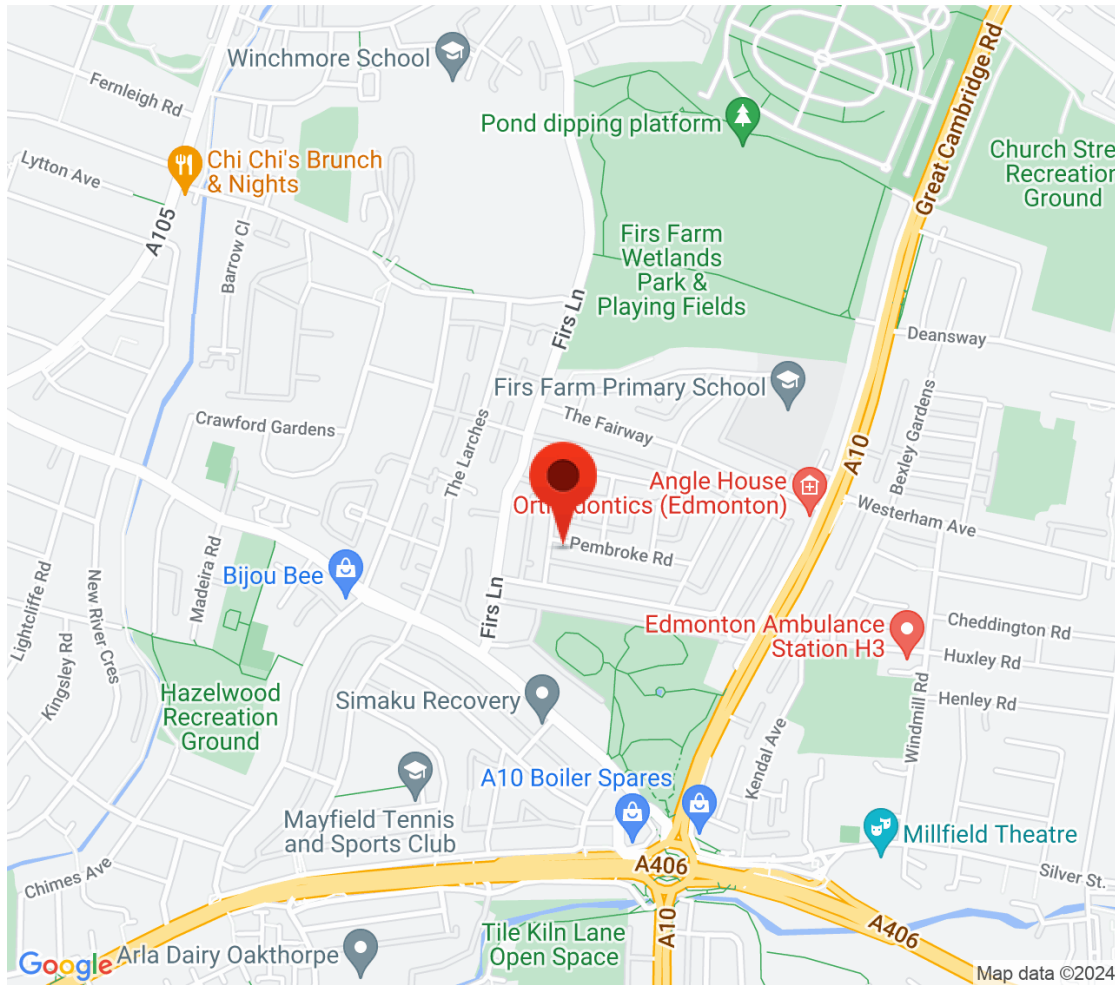 Winchmore School
Fernleigh Rd
Pond dipping platform
Great Cambridge Rd
Lytton Ave
Chi Chi's Brunch
& Nights
Church Stre
Recreation
Ground
A105
Barrow Cl
Firs Farm
Wetlands
Park &
Playing Fields
Firs Ln
Deansway
Firs Farm Primary School
Crawford Gardens
The Larches
The Fairway
A10
Bexley Gardens
Angle House
Orthodontics (Edmonton)
Westerham Ave
Pembroke Rd
Lightcliffe Rd
New River Cres
Madeira Rd
Bijou Bee
Firs Ln
Edmonton Ambulance
Station H3
Cheddington Rd
Huxley Rd
Kingsley Rd
Hazelwood
Recreation
Ground
Simaku Recovery
Henley Rd
Windmill Rd
Kendal Ave
A10 Boiler Spares
Mayfield Tennis
and Sports Club
Millfield Theatre
Chimes Ave
A406
Silver St.
Tile Kiln Lane
Open Space
A10
A406
Arla Dairy Oakthorpe
Google
Map data ©2024